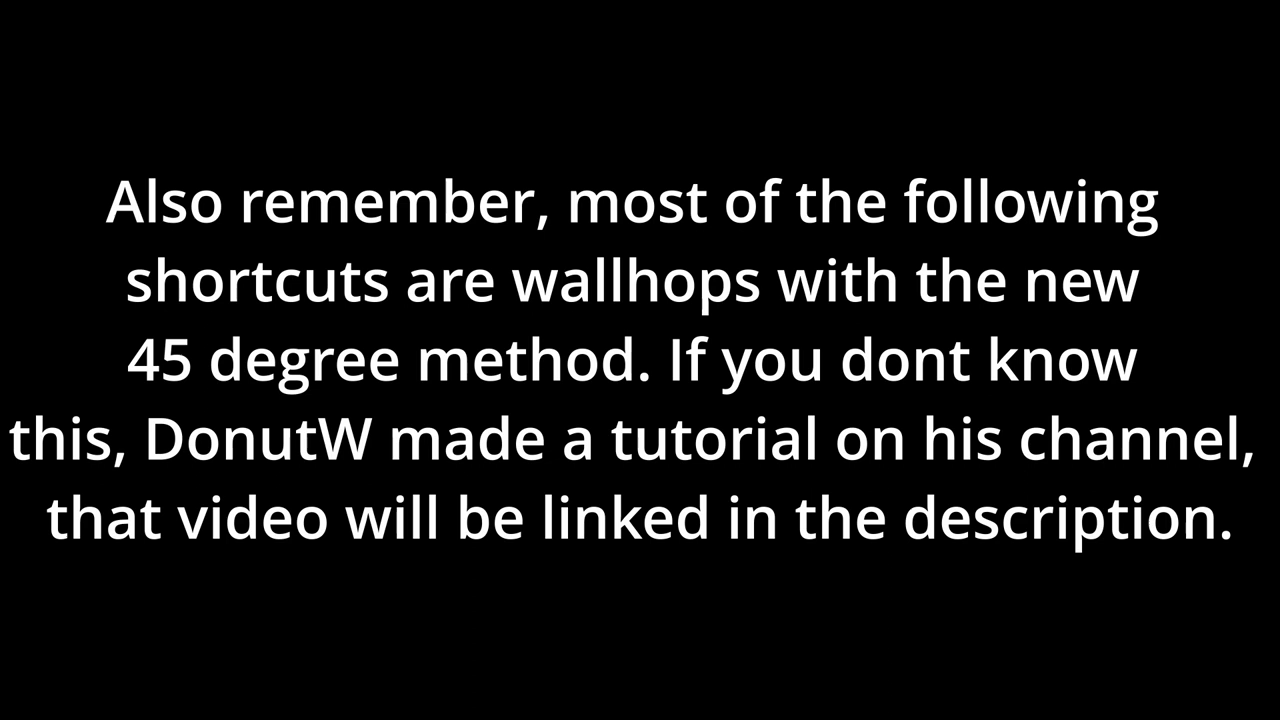 Also remember, most of the following
shortcuts are wallhops with the new
45 degree method. If you dont know
this, DonutW made a tutorial on his channel,
that video will be linked in the description.